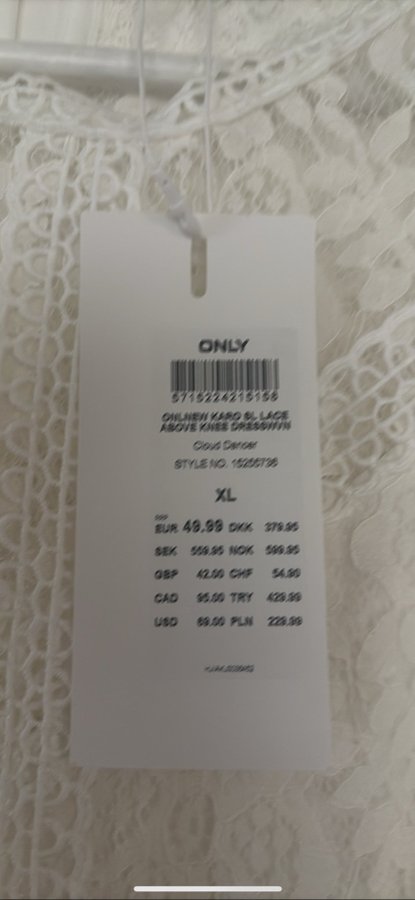 ONLY
5715224215158
ONLNEW KARO SL LACE
ABOVE KNEE DRESSWVN
Cloud Dancer
STYLE NO.
XL
EUR 49.99 DKK 379.95
SEK 559.95 NOK 599.95
GBP 42.00 CHF 54.90
CAD 95.00 TRY 429.99
USD 69.00 PLN 229.99